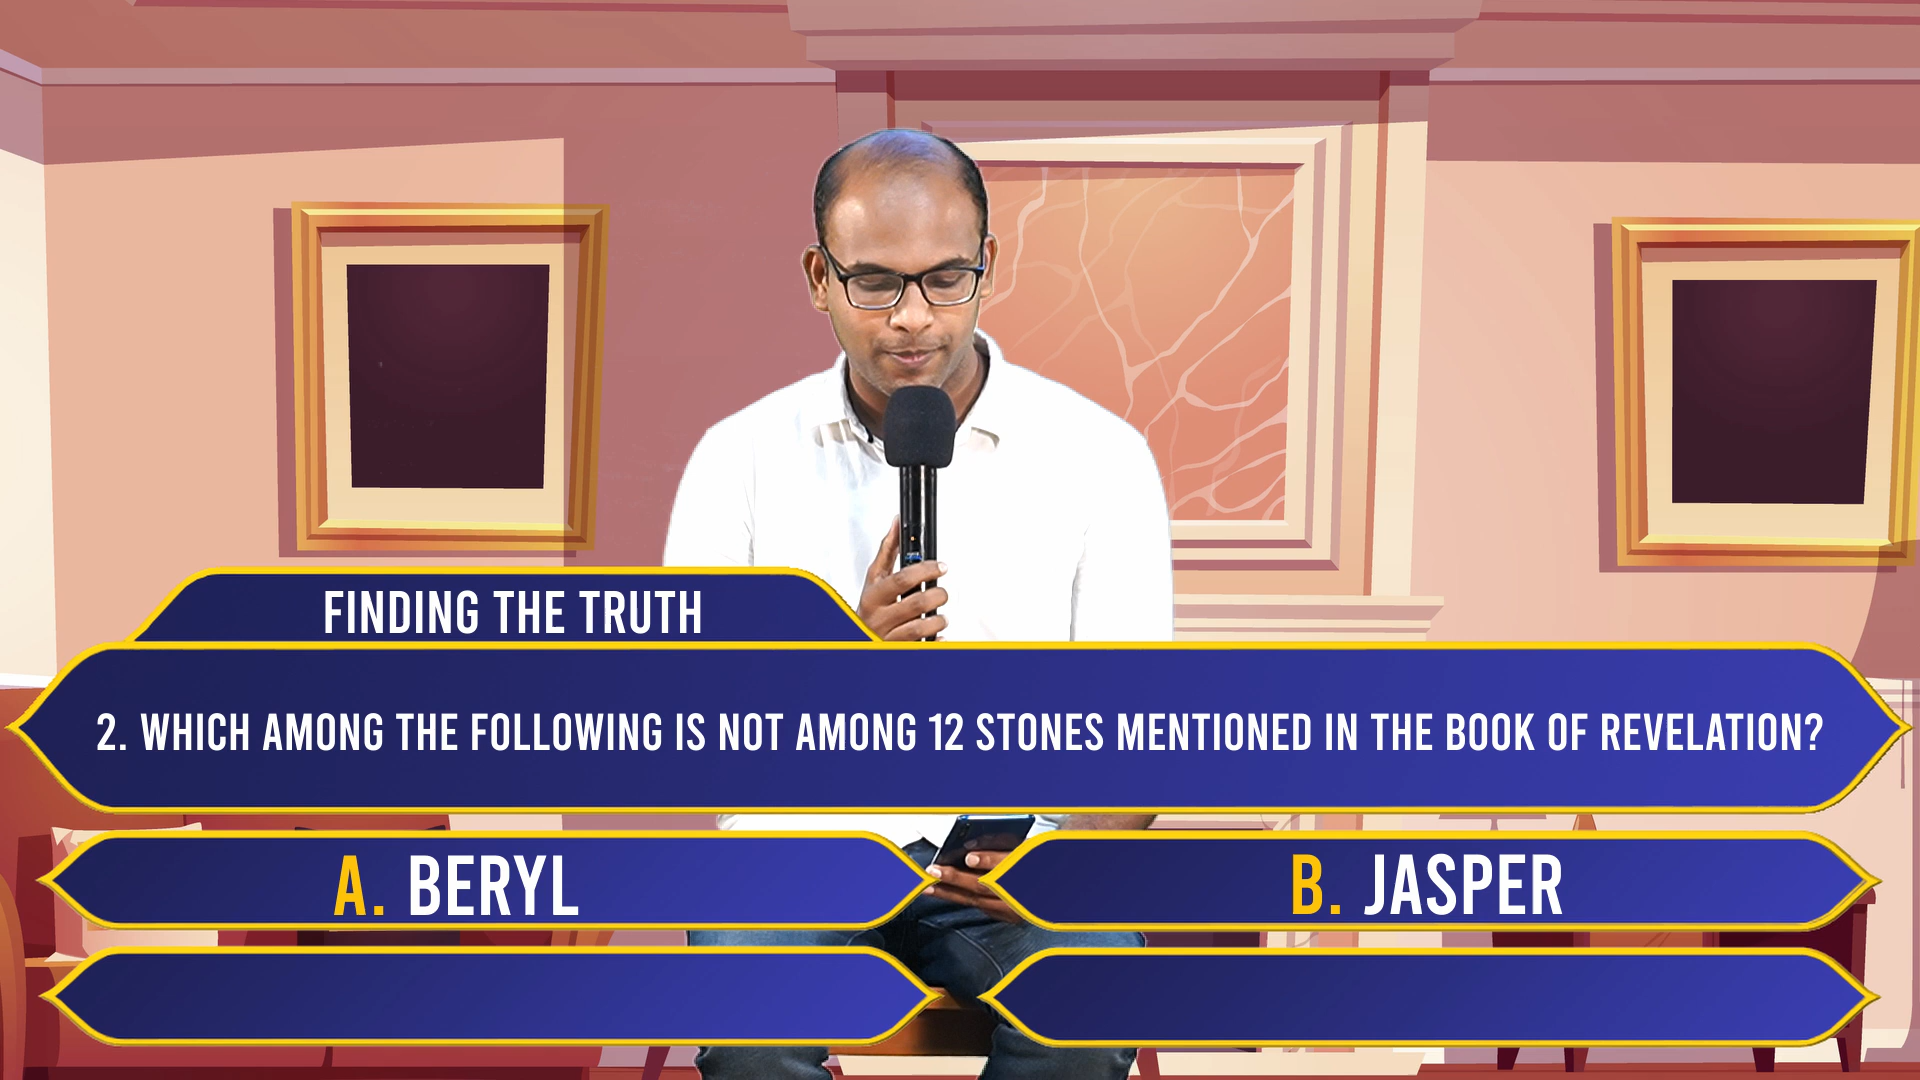 FINDING THE TRUTH
2. WHICH AMONG THE FOLLOWING IS NOT AMONG 12 STONES MENTIONED IN THE BOOK OF REVELATION?
A. BERYL
B. JASPER